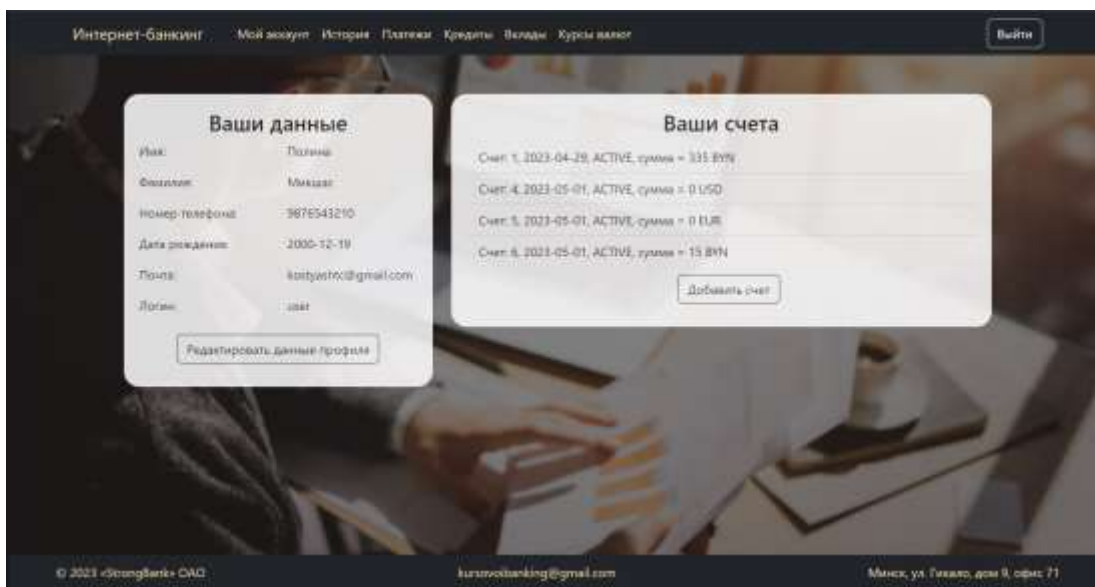 Интернет-банкинг Мой аккаунт История Платежи Кредиты Вклады Курсы валют Выйти
Ваши данные
Имя: Полина
Фамилия: Микшас
Номер телефона: 9876543210
Дата рождения: 2000-12-19
Почта: kostyashtc@gmail.com
Логин: user
Редактировать данные профиля
Ваши счета
Счет: 1, 2023-04-29, ACTIVE, сумма = 335 BYN
Счет: 4, 2023-05-01, ACTIVE, сумма = 0 USD
Счет: 5, 2023-05-01, ACTIVE, сумма = 0 EUR
Счет: 6, 2023-05-01, ACTIVE, сумма = 15 BYN
Добавить счет
© 2023 «StrongBank» ОАО kursovoibanking@gmail.com Минск, ул. Гикало, дом 9, офис 71